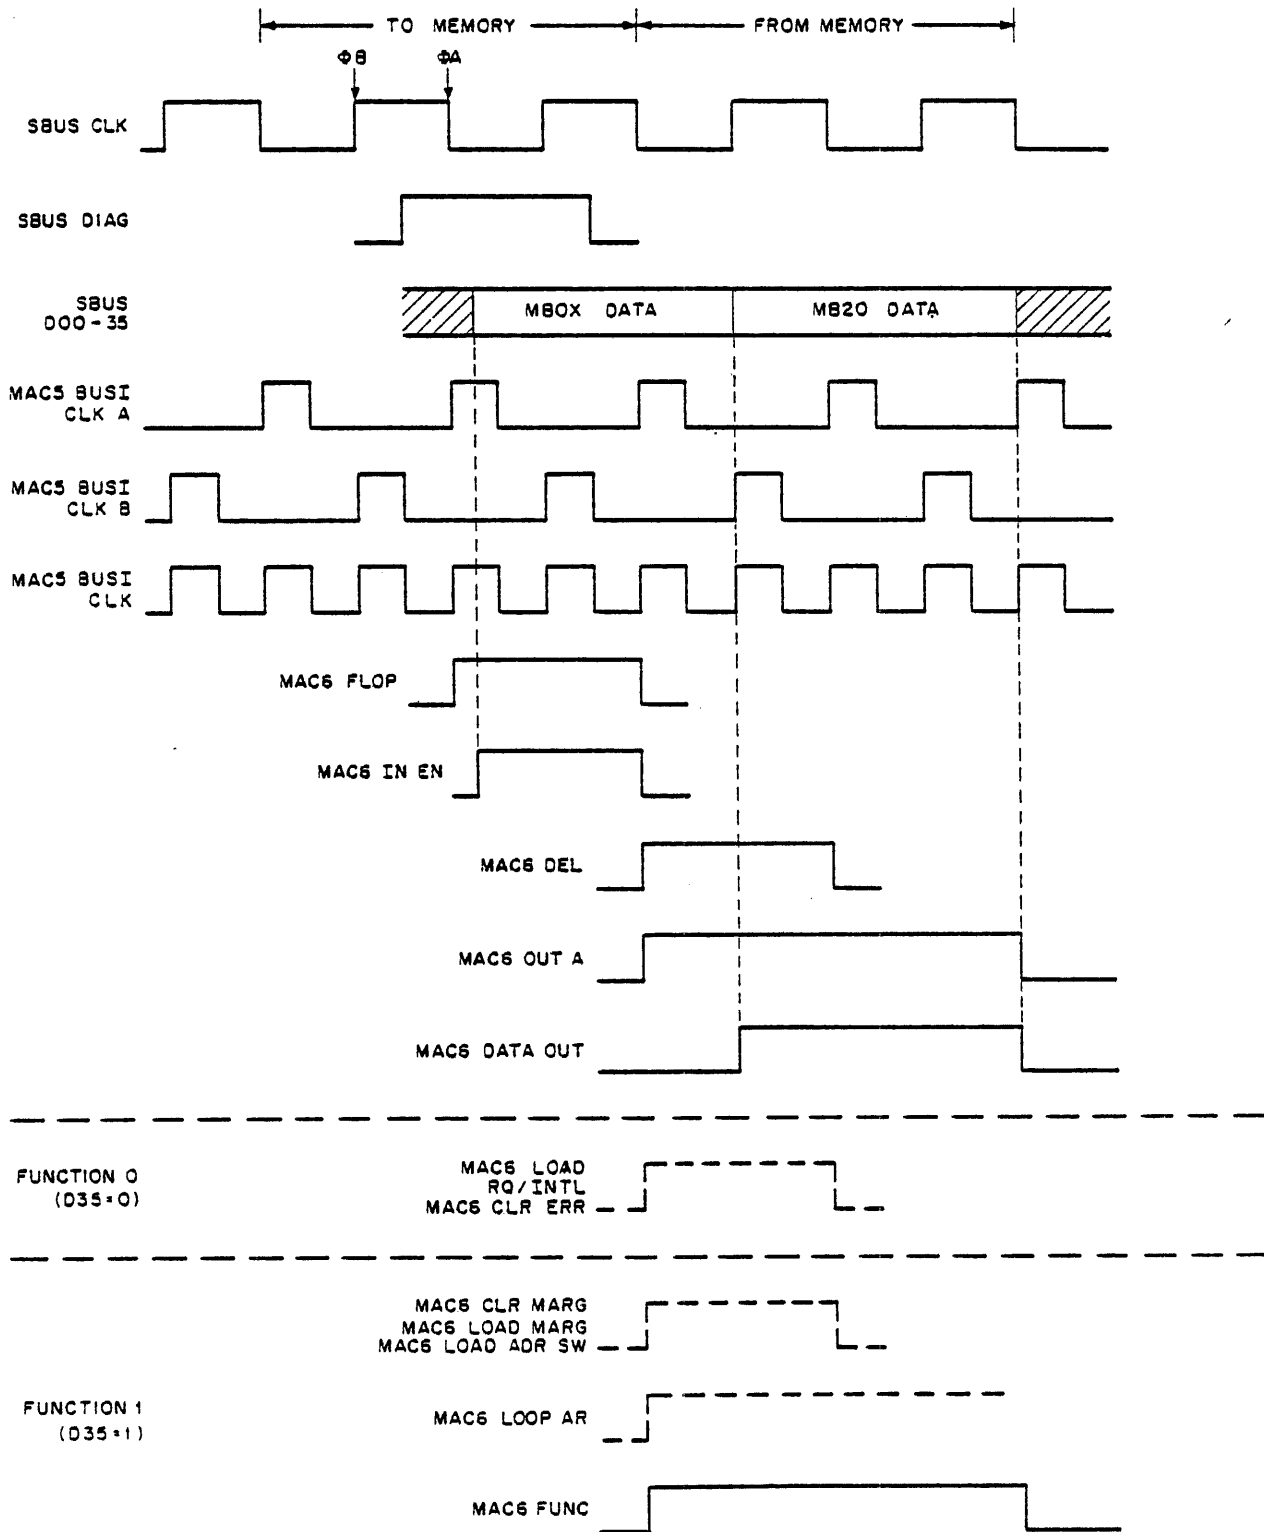 TO MEMORY
FROM MEMORY
ΦB
ΦA
SBUS CLK
SBUS DIAG
SBUS
D00-35
MBOX DATA
MB20 DATA
MAC5 BUSI
CLK A
MAC5 BUSI
CLK B
MAC5 BUSI
CLK
MAC6 FLOP
MAC6 IN EN
MAC6 DEL
MAC6 OUT A
MAC6 DATA OUT
FUNCTION 0
(D35=0)
MAC6 LOAD
RQ/INTL
MAC6 CLR ERR
MAC6 CLR MARG
MAC6 LOAD MARG
MAC6 LOAD ADR SW
FUNCTION 1
(D35=1)
MAC6 LOOP AR
MAC6 FUNC